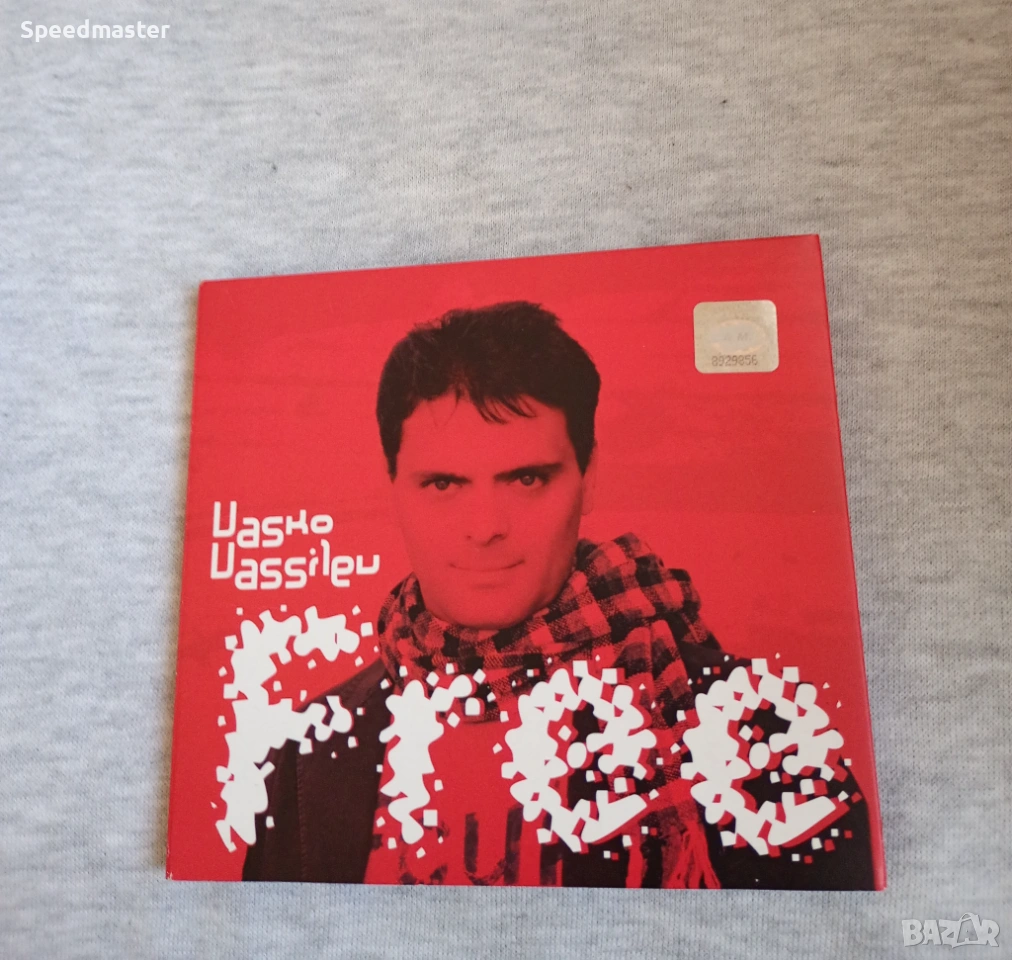 Speedmaster
8929856
Vasko
Vassilev
Free
BAZAR